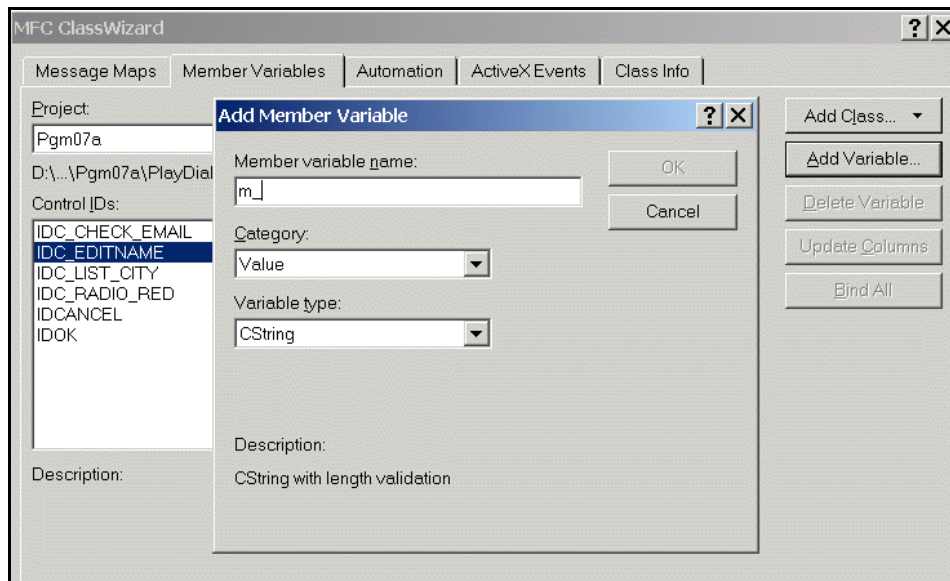 MFC ClassWizard
Message Maps Member Variables Automation ActiveX Events Class Info
Project:
Pgm07a
D:\...\Pgm07a\PlayDial
Control IDs:
IDC_CHECK_EMAIL
IDC_EDITNAME
IDC_LIST_CITY
IDC_RADIO_RED
IDCANCEL
IDOK
Description:
Add Member Variable
Member variable name:
m_
Category:
Value
Variable type:
CString
Description:
CString with length validation
OK
Cancel
Add Class...
Add Variable...
Delete Variable
Update Columns
Bind All